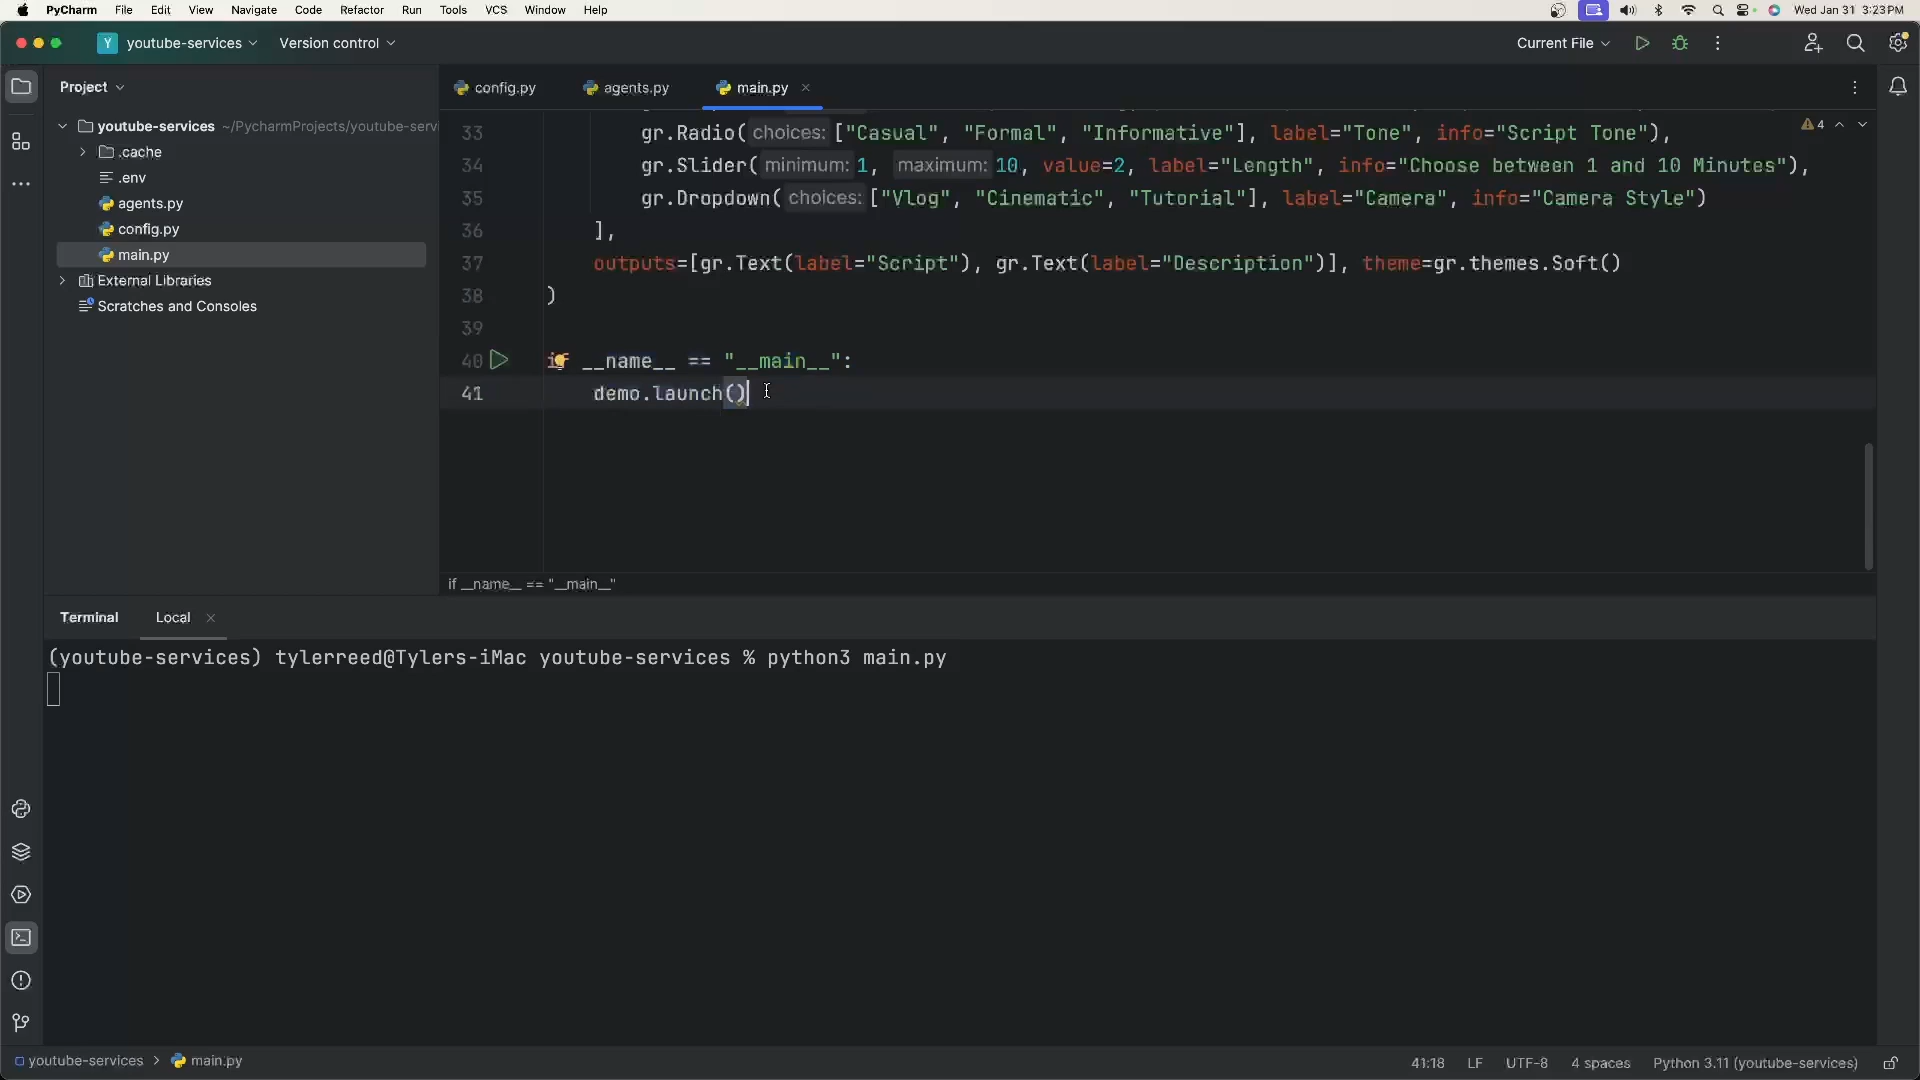 PyCharm File Edit View Navigate Code Refactor Run Tools VCS Window Help Wed Jan 31 3:23 PM
Y youtube-services Version control Current File
Project
config.py agents.py main.py
youtube-services ~/PycharmProjects/youtube-servi
.cache
.env
agents.py
config.py
main.py
External Libraries
Scratches and Consoles
4
33 gr.Radio( choices: ["Casual", "Formal", "Informative"], label="Tone", info="Script Tone"),
34 gr.Slider( minimum: 1, maximum: 10, value=2, label="Length", info="Choose between 1 and 10 Minutes"),
35 gr.Dropdown( choices: ["Vlog", "Cinematic", "Tutorial"], label="Camera", info="Camera Style")
36 ],
37 outputs=[gr.Text(label="Script"), gr.Text(label="Description")], theme=gr.themes.Soft()
38 )
39
40 if __name__ == "__main__":
41 demo.launch()
if __name__ == "__main__"
Terminal Local
(youtube-services) tylerreed@Tylers-iMac youtube-services % python3 main.py
youtube-services main.py 41:18 LF UTF-8 4 spaces Python 3.11 (youtube-services)